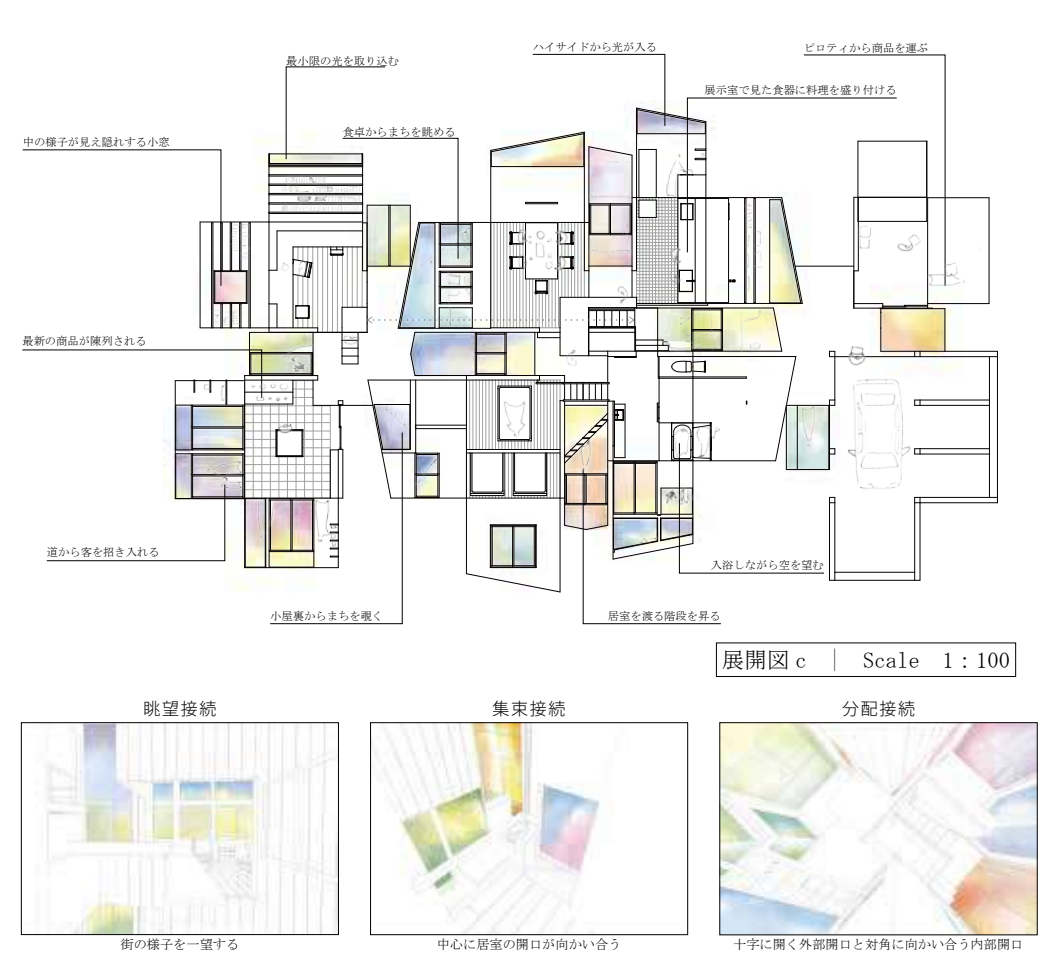 ハイサイドから光が入る
ピロティから商品を運ぶ
最小限の光を取り込む
展示室で見た食器に料理を盛り付ける
食卓からまちを眺める
中の様子が見え隠れする小窓
最新の商品が陳列される
道から客を招き入れる
入浴しながら空を望む
小屋裏からまちを覗く
居室を渡る階段を昇る
展開図 c ｜ Scale 1：100
眺望接続
集束接続
分配接続
街の様子を一望する
中心に居室の開口が向かい合う
十字に開く外部開口と対角に向かい合う内部開口